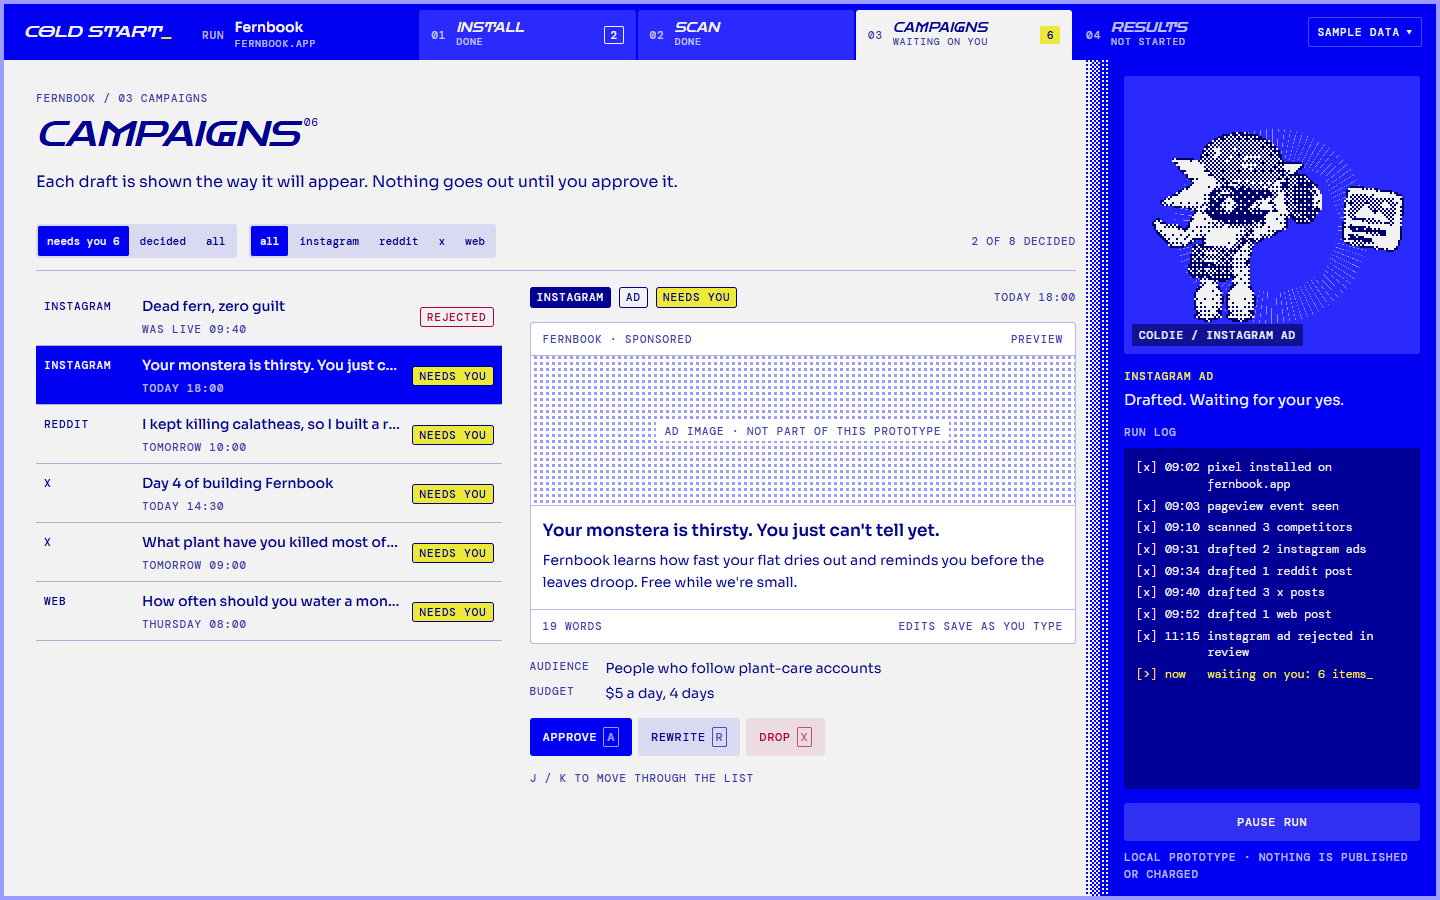 COLD START_
RUN
Fernbook
FERNBOOK.APP
01
INSTALL
DONE
2
02
SCAN
DONE
03
CAMPAIGNS
WAITING ON YOU
6
04
RESULTS
NOT STARTED
SAMPLE DATA ▾
FERNBOOK / 03 CAMPAIGNS
CAMPAIGNS 06
Each draft is shown the way it will appear. Nothing goes out until you approve it.
needs you 6 decided all
all instagram reddit x web
2 OF 8 DECIDED
INSTAGRAM Dead fern, zero guilt
WAS LIVE 09:40
REJECTED
INSTAGRAM Your monstera is thirsty. You just c...
TODAY 18:00
NEEDS YOU
REDDIT I kept killing calatheas, so I built a r...
TOMORROW 10:00
NEEDS YOU
X Day 4 of building Fernbook
TODAY 14:30
NEEDS YOU
X What plant have you killed most of...
TOMORROW 09:00
NEEDS YOU
WEB How often should you water a mon...
THURSDAY 08:00
NEEDS YOU
INSTAGRAM AD NEEDS YOU
TODAY 18:00
FERNBOOK · SPONSORED
PREVIEW
AD IMAGE · NOT PART OF THIS PROTOTYPE
Your monstera is thirsty. You just can't tell yet.
Fernbook learns how fast your flat dries out and reminds you before the
leaves droop. Free while we're small.
19 WORDS
EDITS SAVE AS YOU TYPE
AUDIENCE People who follow plant-care accounts
BUDGET $5 a day, 4 days
APPROVE A
REWRITE R
DROP X
J / K TO MOVE THROUGH THE LIST
COLDIE / INSTAGRAM AD
INSTAGRAM AD
Drafted. Waiting for your yes.
RUN LOG
[x] 09:02 pixel installed on
fernbook.app
[x] 09:03 pageview event seen
[x] 09:10 scanned 3 competitors
[x] 09:31 drafted 2 instagram ads
[x] 09:34 drafted 1 reddit post
[x] 09:40 drafted 3 x posts
[x] 09:52 drafted 1 web post
[x] 11:15 instagram ad rejected in
review
[>] now waiting on you: 6 items_
PAUSE RUN
LOCAL PROTOTYPE · NOTHING IS PUBLISHED
OR CHARGED